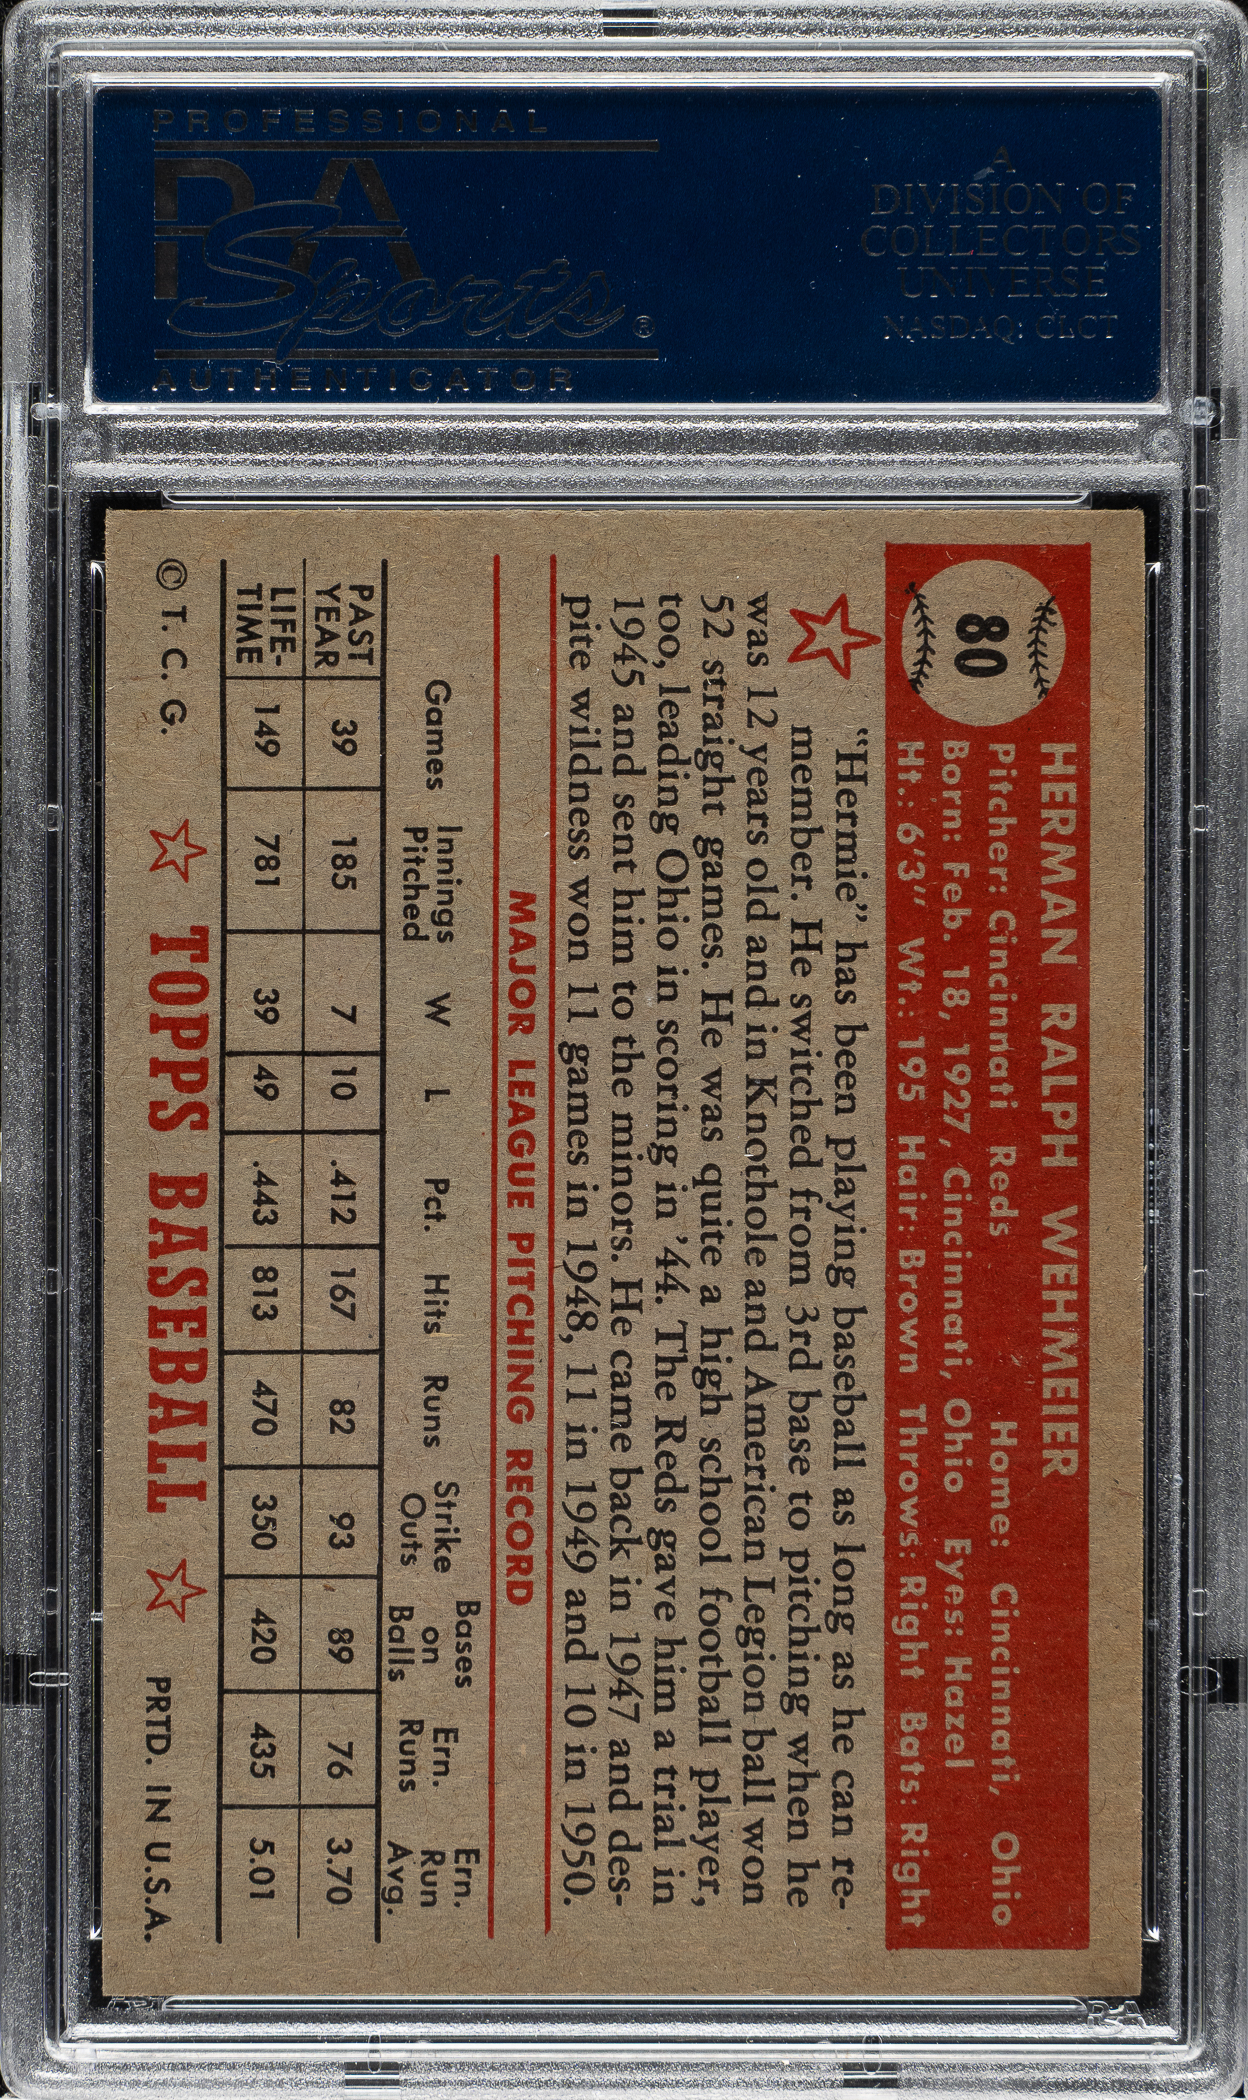 PROFESSIONAL
PSA
Sports®
AUTHENTICATOR
A
DIVISION OF
COLLECTORS
UNIVERSE
NASDAQ: CLCT
80
HERMAN RALPH WEHMEIER
Pitcher: Cincinnati Reds Home: Cincinnati, Ohio
Born: Feb. 18, 1927, Cincinnati, Ohio Eyes: Hazel
Ht.: 6'3" Wt.: 195 Hair: Brown Throws: Right Bats: Right
"Hermie" has been playing baseball as long as he can re-
member. He switched from 3rd base to pitching when he
was 12 years old and in Knothole and American Legion ball won
52 straight games. He was quite a high school football player,
too, leading Ohio in scoring in '44. The Reds gave him a trial in
1945 and sent him to the minors. He came back in 1947 and des-
pite wildness won 11 games in 1948, 11 in 1949 and 10 in 1950.
MAJOR LEAGUE PITCHING RECORD
Games Innings Pitched W L Pct. Hits Runs Strike Outs Bases on Balls Ern. Runs Ern. Run Avg.
PAST YEAR 39 185 7 10 .412 167 82 93 89 76 3.70
LIFE-TIME 149 781 39 49 .443 813 470 350 420 435 5.01
© T. C. G. TOPPS BASEBALL PRTD. IN U.S.A.
PSA